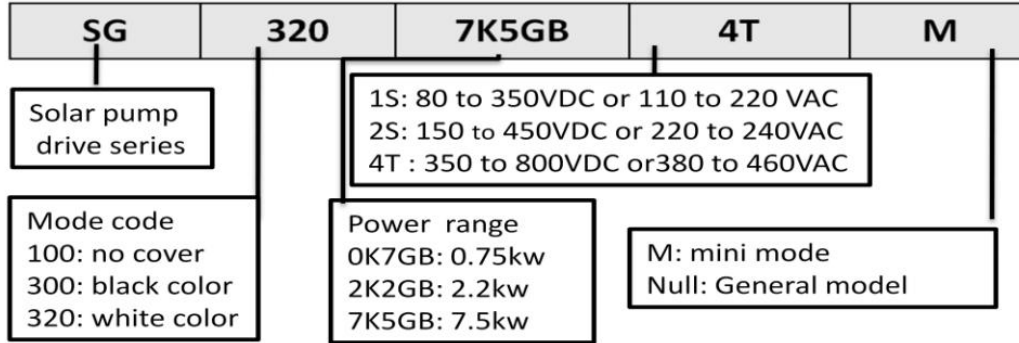 SG 320 7K5GB 4T M
Solar pump
drive series
1S: 80 to 350VDC or 110 to 220 VAC
2S: 150 to 450VDC or 220 to 240VAC
4T : 350 to 800VDC or380 to 460VAC
Mode code
100: no cover
300: black color
320: white color
Power range
0K7GB: 0.75kw
2K2GB: 2.2kw
7K5GB: 7.5kw
M: mini mode
Null: General model